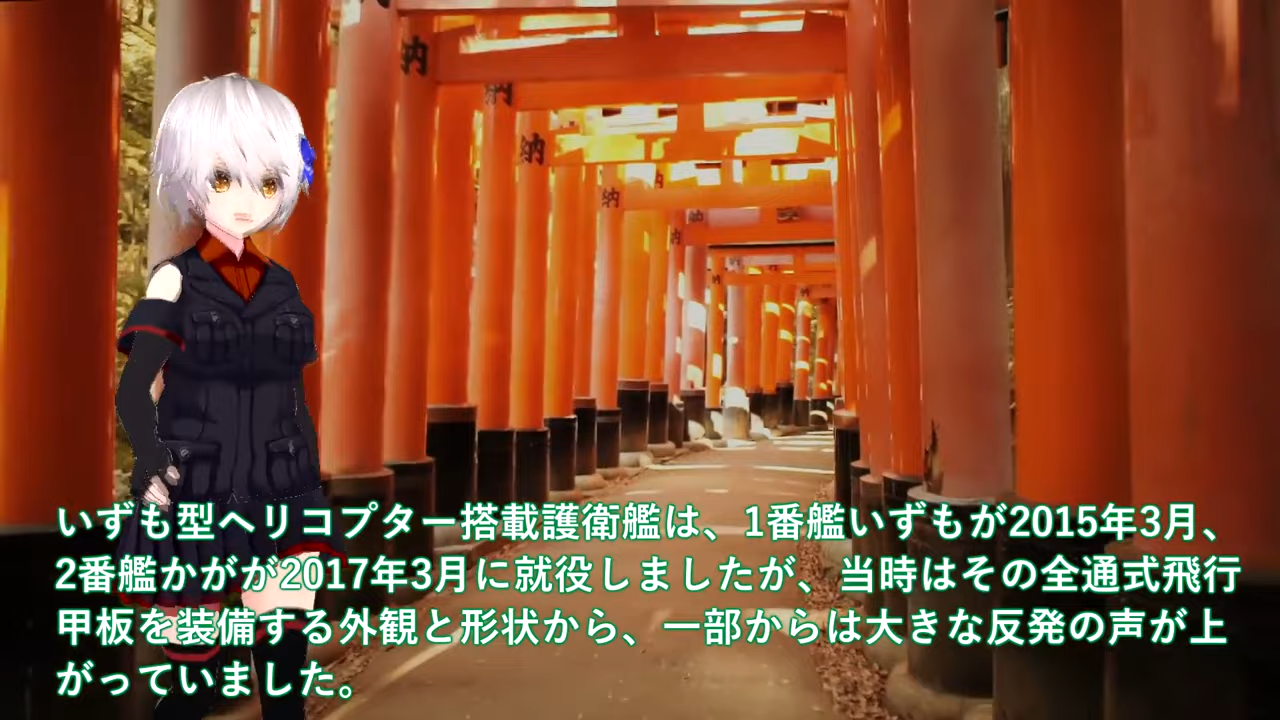 納
納
納
納
いずも型ヘリコプター搭載護衛艦は、1番艦いずもが2015年3月、
2番艦かがが2017年3月に就役しましたが、当時はその全通式飛行
甲板を装備する外観と形状から、一部からは大きな反発の声が上
がっていました。